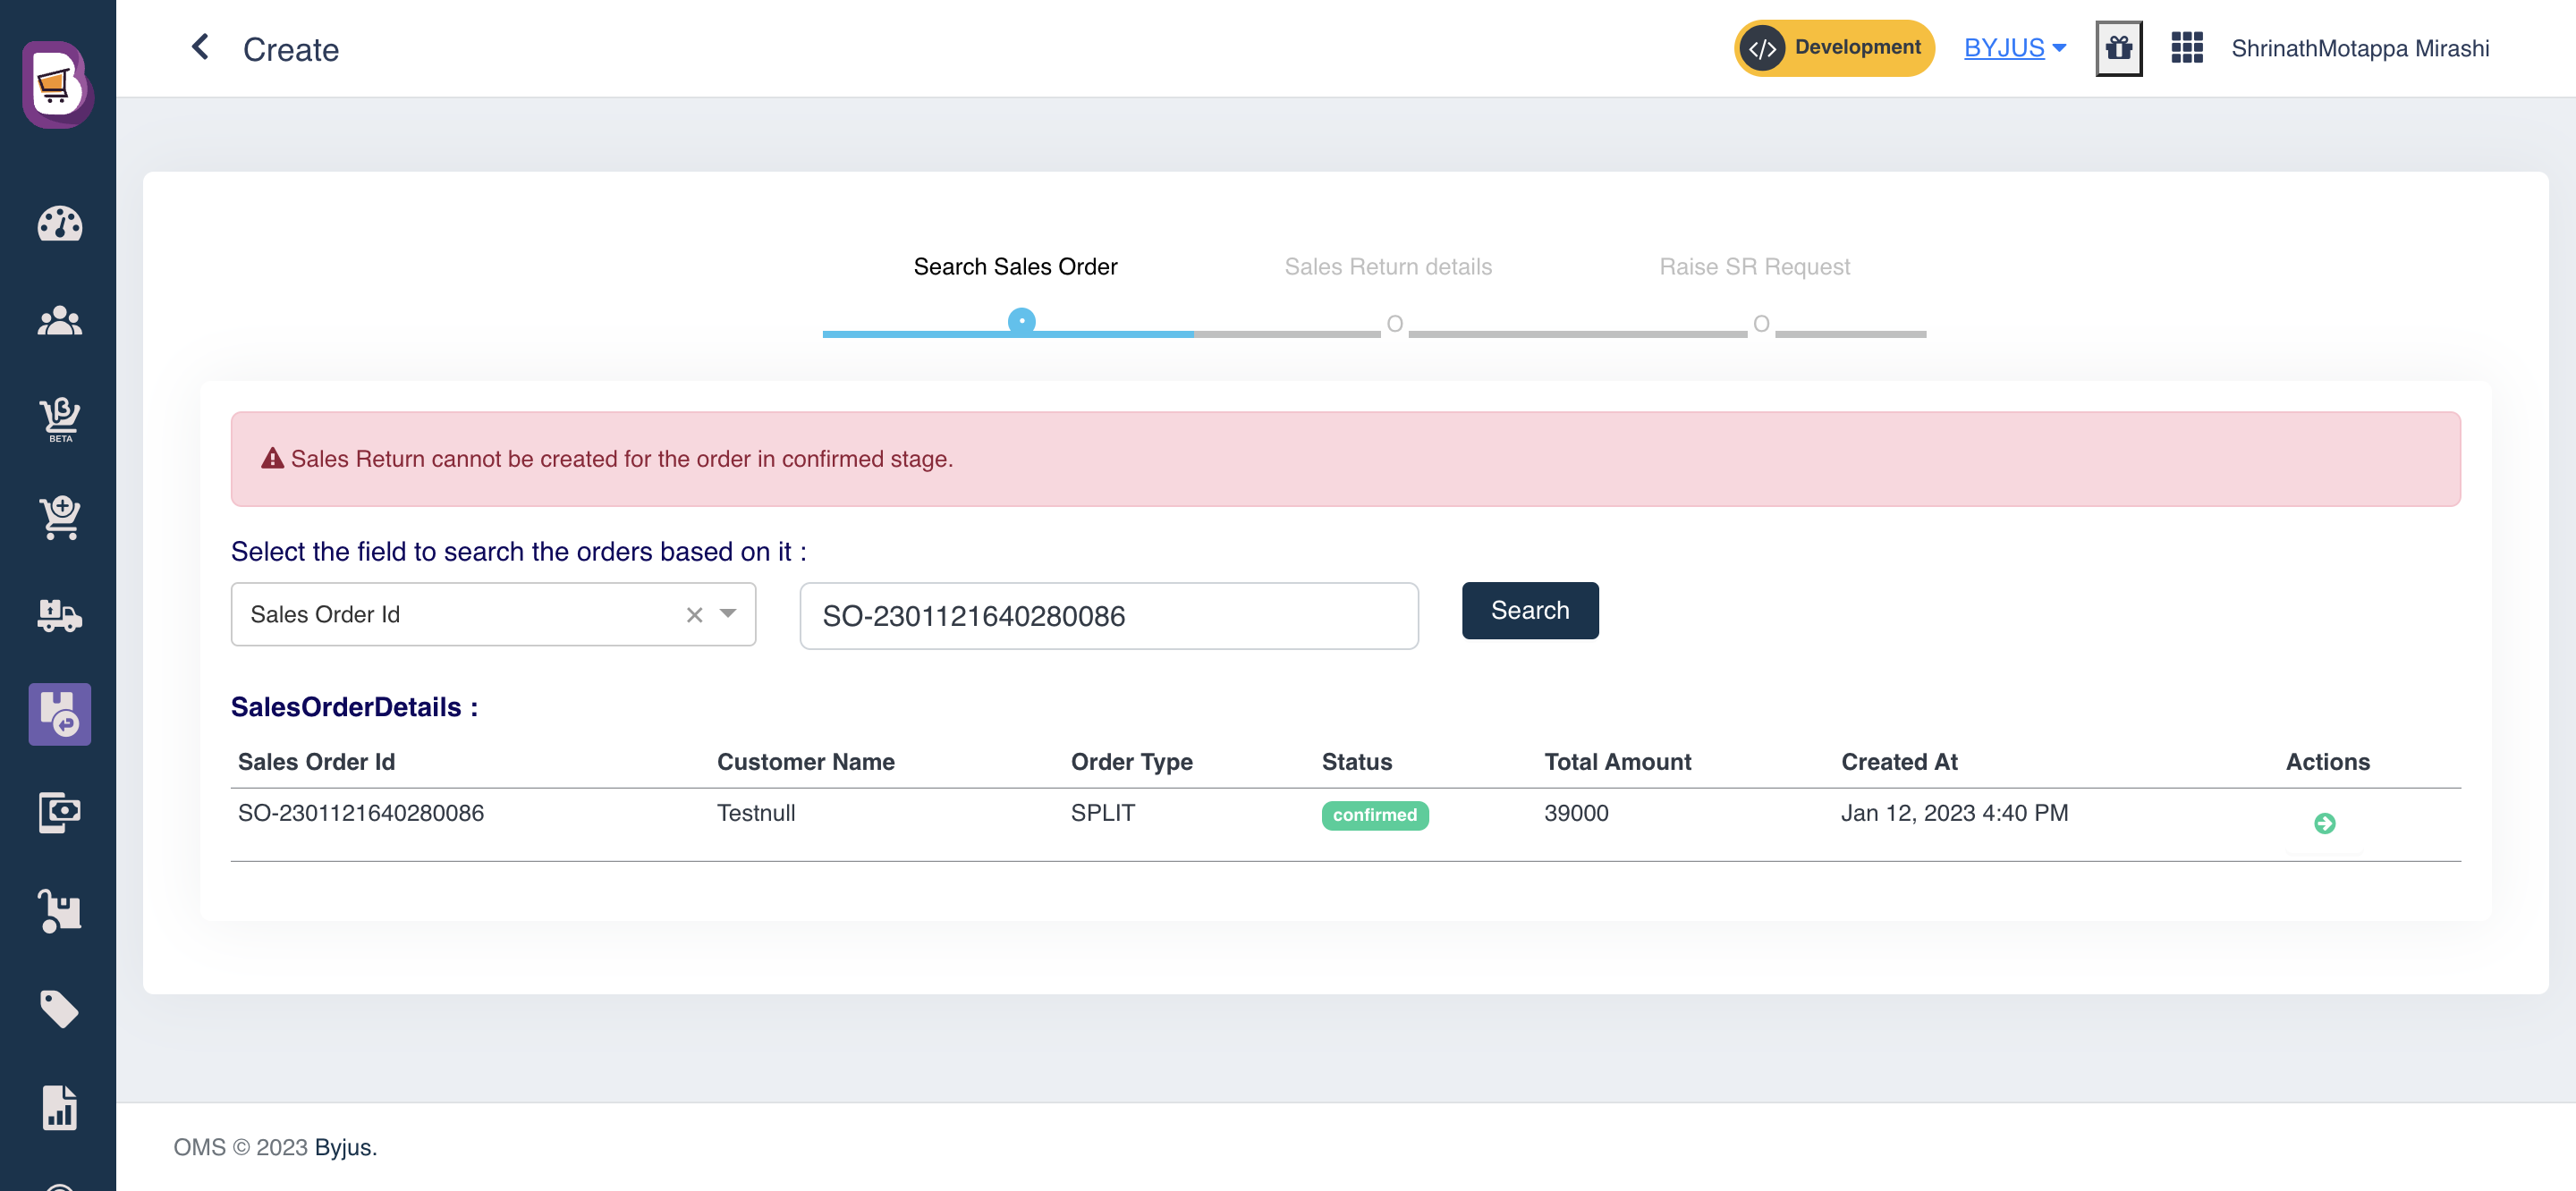 Create
</> Development
BYJUS
ShrinathMotappa Mirashi
Search Sales Order
Sales Return details
Raise SR Request
Sales Return cannot be created for the order in confirmed stage.
BETA
Select the field to search the orders based on it :
Sales Order Id
SO-2301121640280086
Search
SalesOrderDetails :
Sales Order Id Customer Name Order Type Status Total Amount Created At Actions
SO-2301121640280086 Testnull SPLIT confirmed 39000 Jan 12, 2023 4:40 PM
OMS © 2023 Byjus.